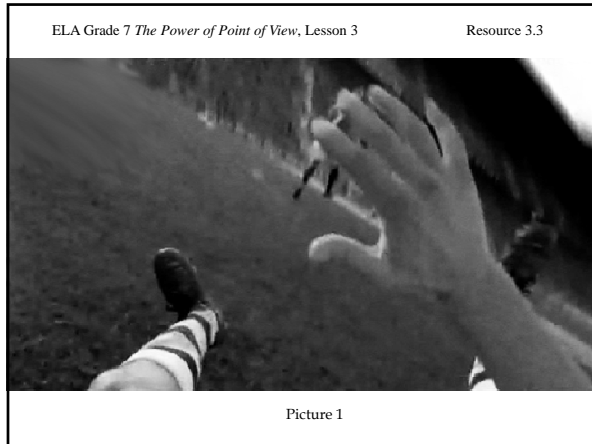 ELA Grade 7 The Power of Point of View, Lesson 3 Resource 3.3
Picture 1